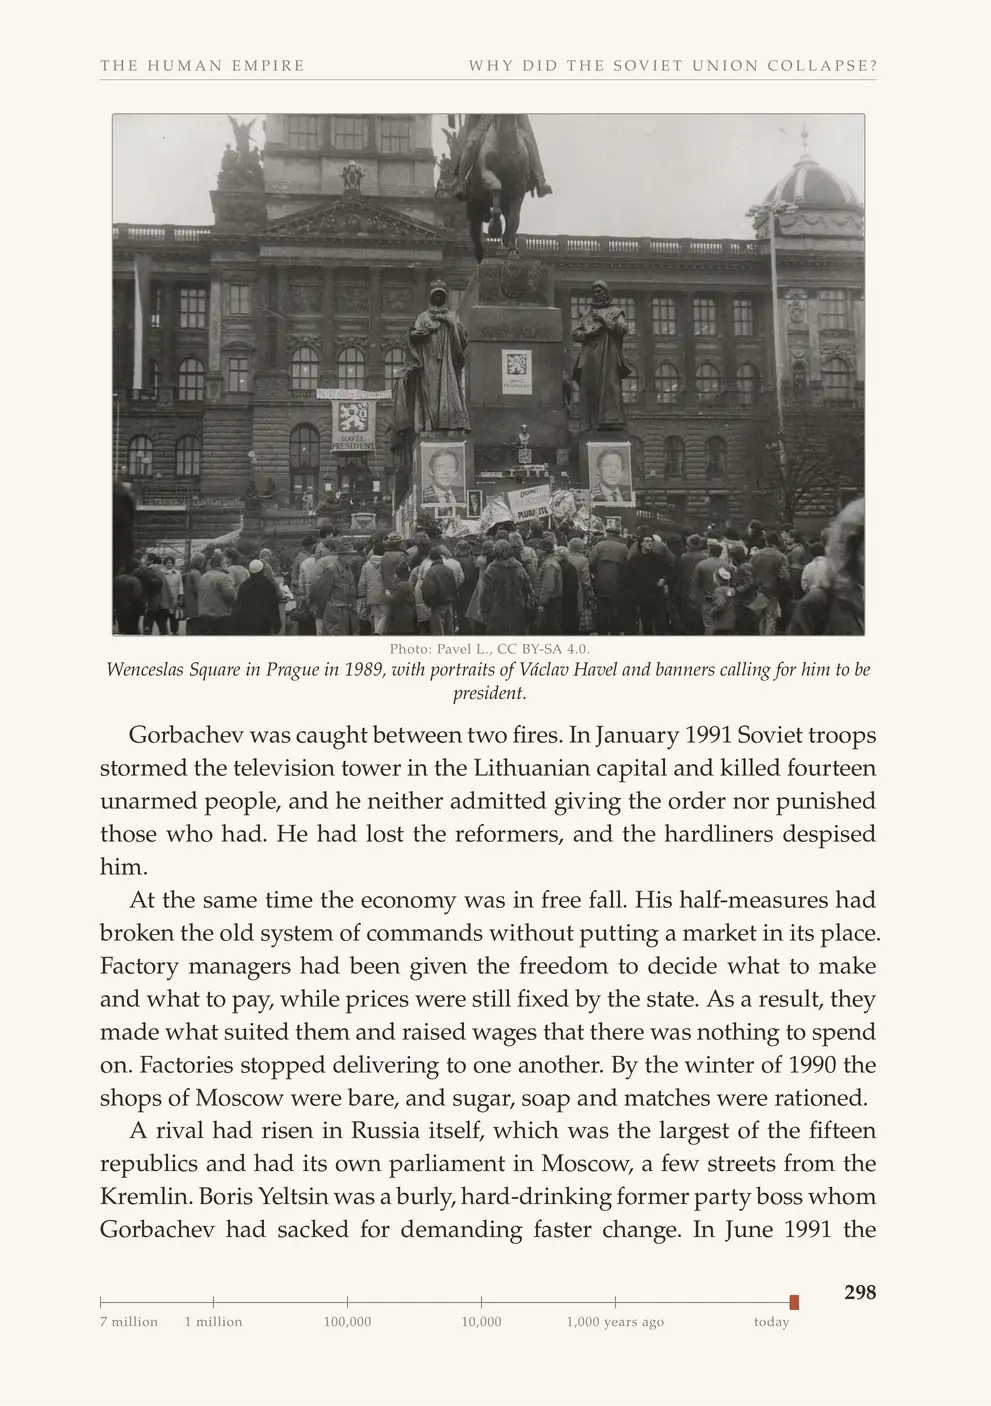 THE HUMAN EMPIRE
WHY DID THE SOVIET UNION COLLAPSE?
HAVEL
PRESIDENT
PLURALITE
Photo: Pavel L., CC BY-SA 4.0.
Wenceslas Square in Prague in 1989, with portraits of Václav Havel and banners calling for him to be
president.
Gorbachev was caught between two fires. In January 1991 Soviet troops
stormed the television tower in the Lithuanian capital and killed fourteen
unarmed people, and he neither admitted giving the order nor punished
those who had. He had lost the reformers, and the hardliners despised
him.
At the same time the economy was in free fall. His half-measures had
broken the old system of commands without putting a market in its place.
Factory managers had been given the freedom to decide what to make
and what to pay, while prices were still fixed by the state. As a result, they
made what suited them and raised wages that there was nothing to spend
on. Factories stopped delivering to one another. By the winter of 1990 the
shops of Moscow were bare, and sugar, soap and matches were rationed.
A rival had risen in Russia itself, which was the largest of the fifteen
republics and had its own parliament in Moscow, a few streets from the
Kremlin. Boris Yeltsin was a burly, hard-drinking former party boss whom
Gorbachev had sacked for demanding faster change. In June 1991 the
298
7 million
1 million
100,000
10,000
1,000 years ago
today